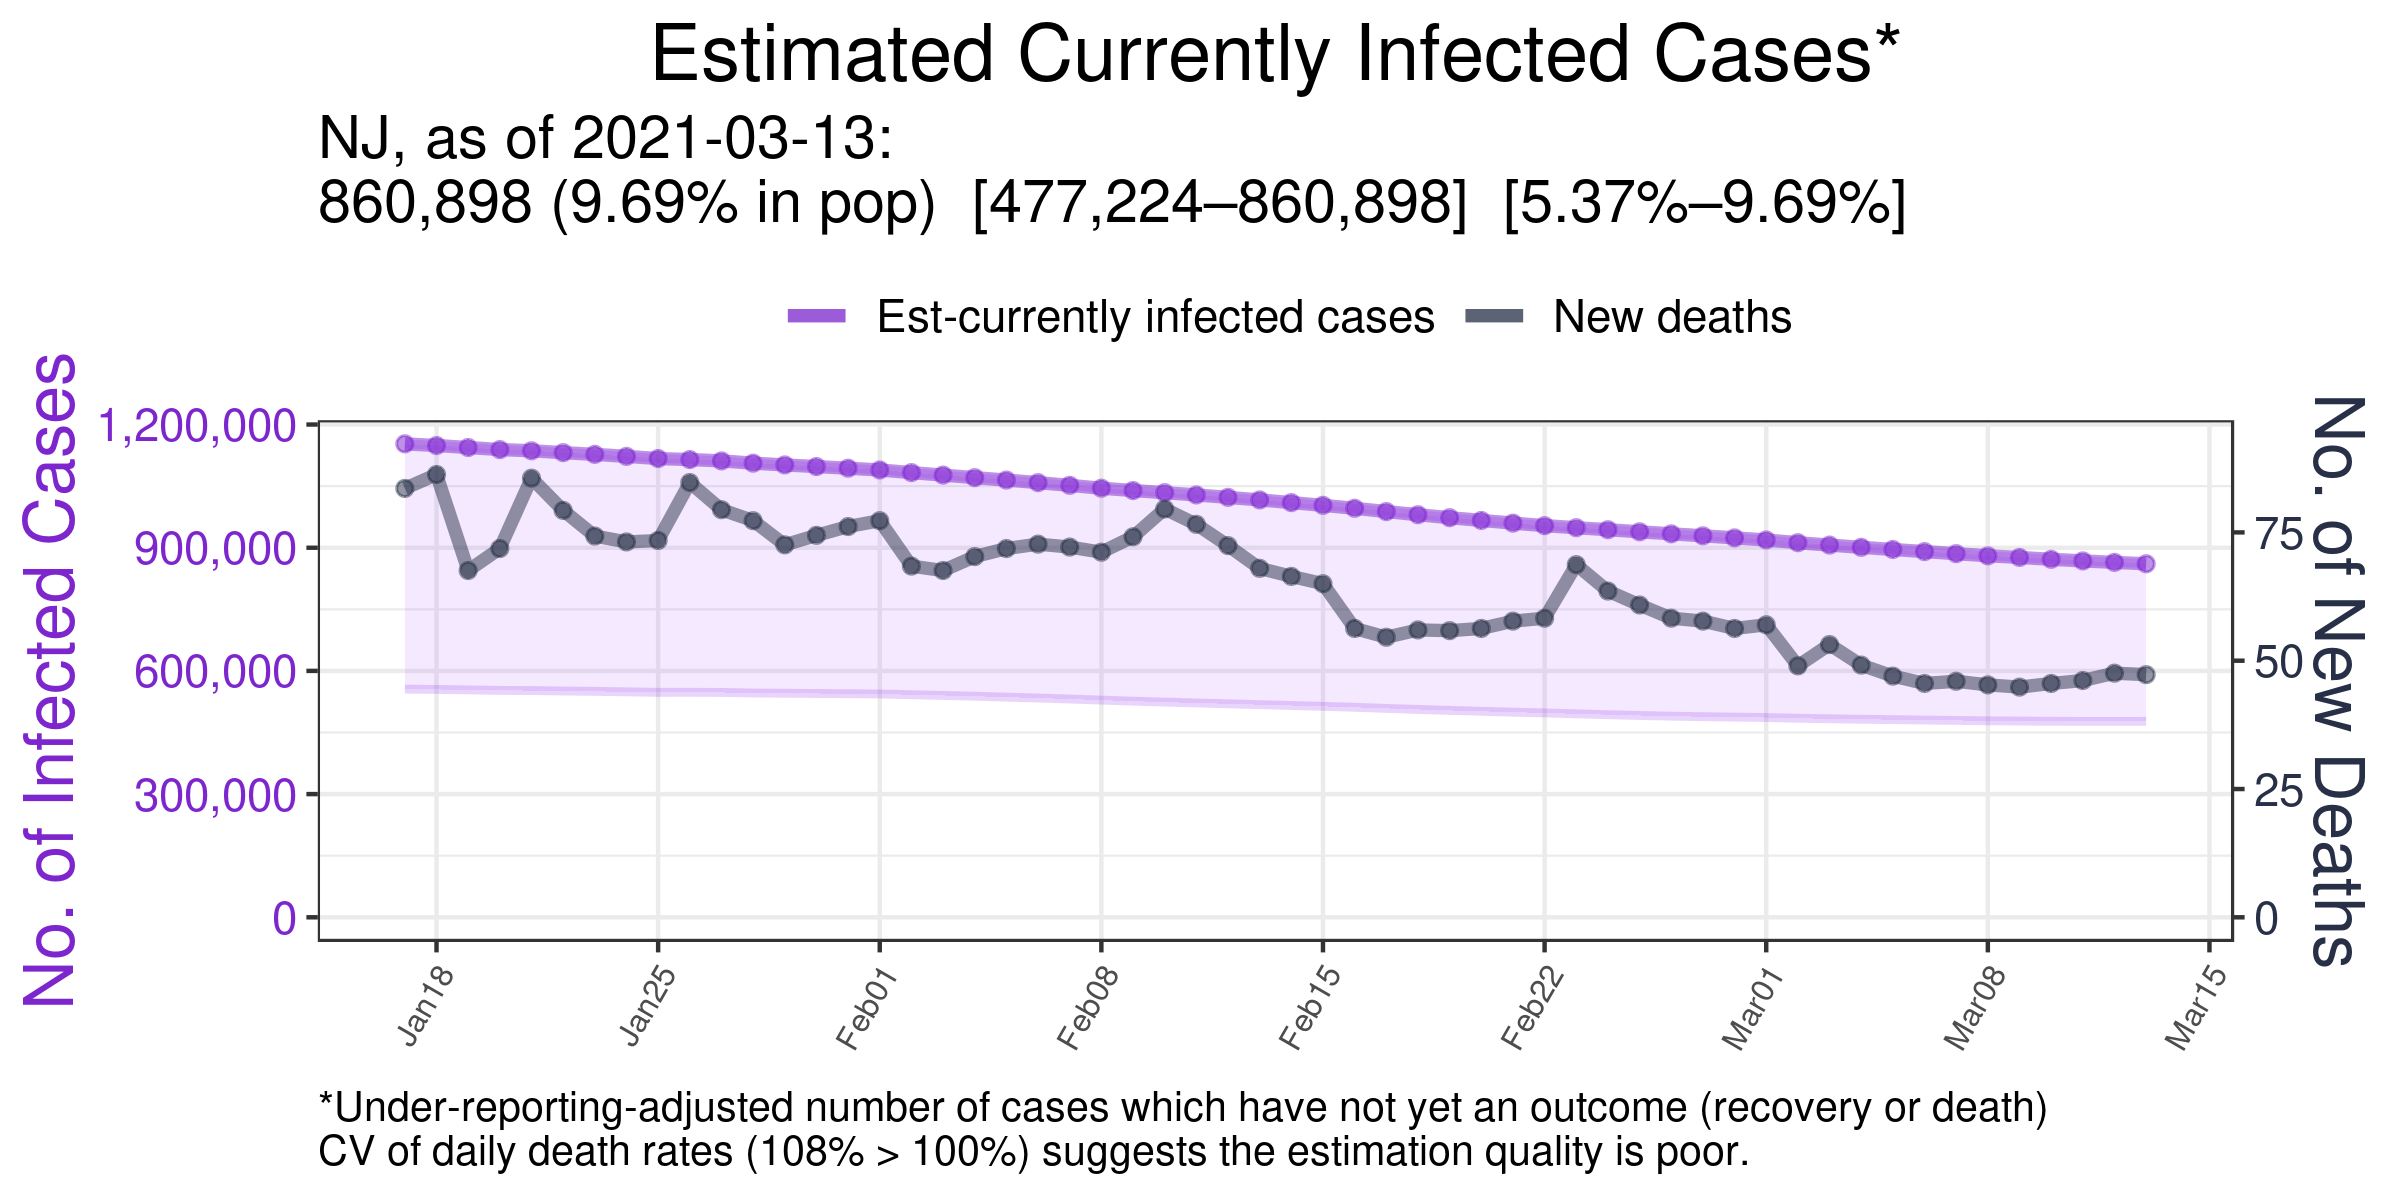 Estimated Currently Infected Cases*
NJ, as of 2021-03-13:
860,898 (9.69% in pop)  [477,224–860,898]  [5.37%–9.69%]
Est-currently infected cases
New deaths
No. of Infected Cases
1,200,000
900,000
600,000
300,000
0
No. of New Deaths
75
50
25
0
Jan18
Jan25
Feb01
Feb08
Feb15
Feb22
Mar01
Mar08
Mar15
*Under-reporting-adjusted number of cases which have not yet an outcome (recovery or death)
CV of daily death rates (108% > 100%) suggests the estimation quality is poor.